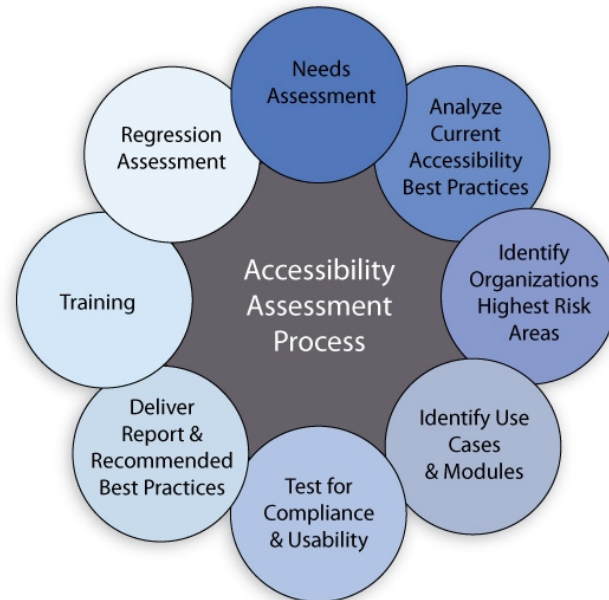 Needs
Assessment
Analyze
Current
Accessibility
Best Practices
Identify
Organizations
Highest Risk
Areas
Identify Use
Cases
& Modules
Test for
Compliance
& Usability
Deliver
Report &
Recommended
Best Practices
Training
Regression
Assessment
Accessibility
Assessment
Process